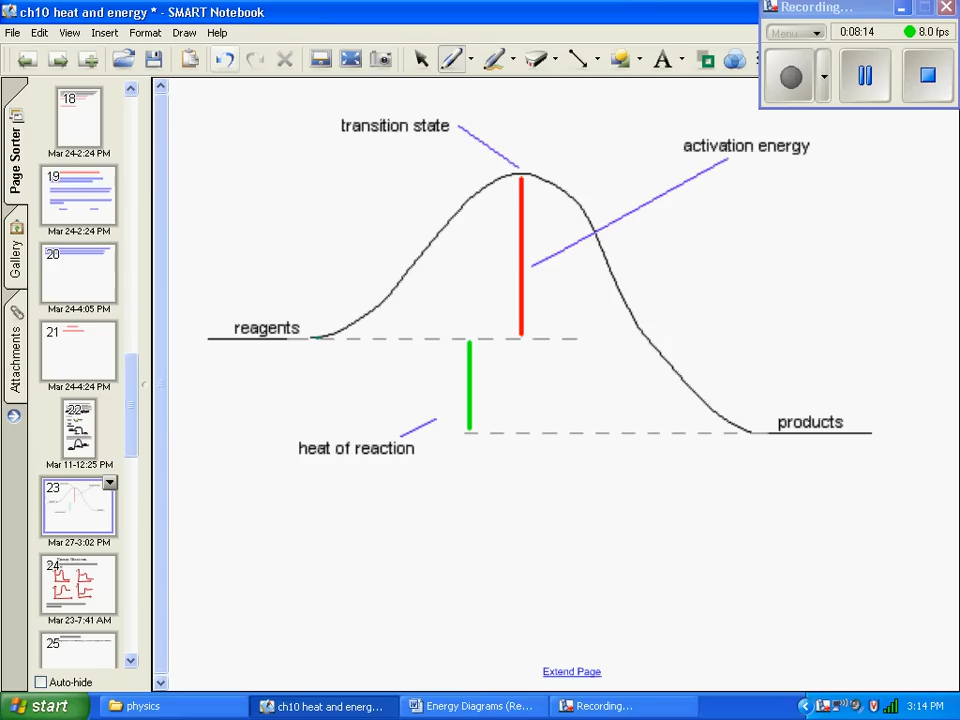 ch10 heat and energy * - SMART Notebook
Recording...
File Edit View Insert Format Draw Help
Menu
0:08:14
8.0 fps
A
Page Sorter
Gallery
Attachments
18
Mar 24-2:24 PM
19
Mar 24-2:24 PM
20
Mar 24-4:05 PM
21
Mar 24-4:24 PM
22
Mar 11-12:25 PM
23
Mar 27-3:02 PM
24
Mar 23-7:41 AM
25
Auto-hide
transition state
activation energy
reagents
products
heat of reaction
Extend Page
start
physics
ch10 heat and energ...
Energy Diagrams (Re...
Recording...
3:14 PM